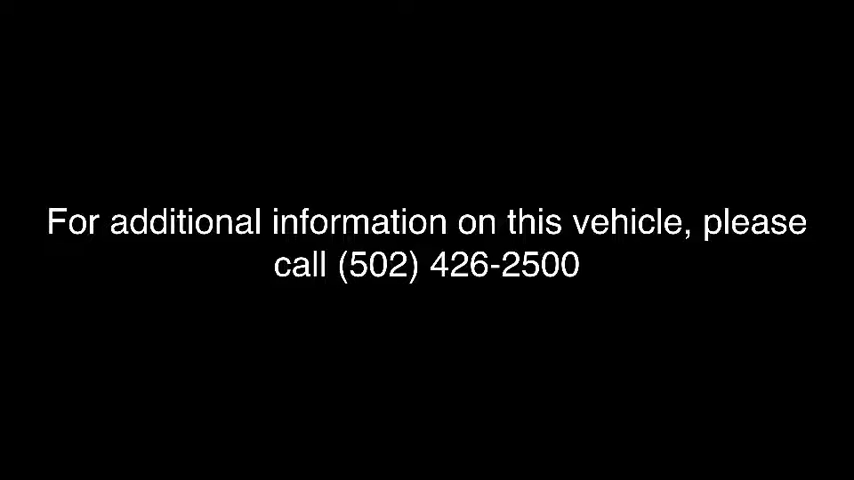 For additional information on this vehicle, please
call (502) 426-2500